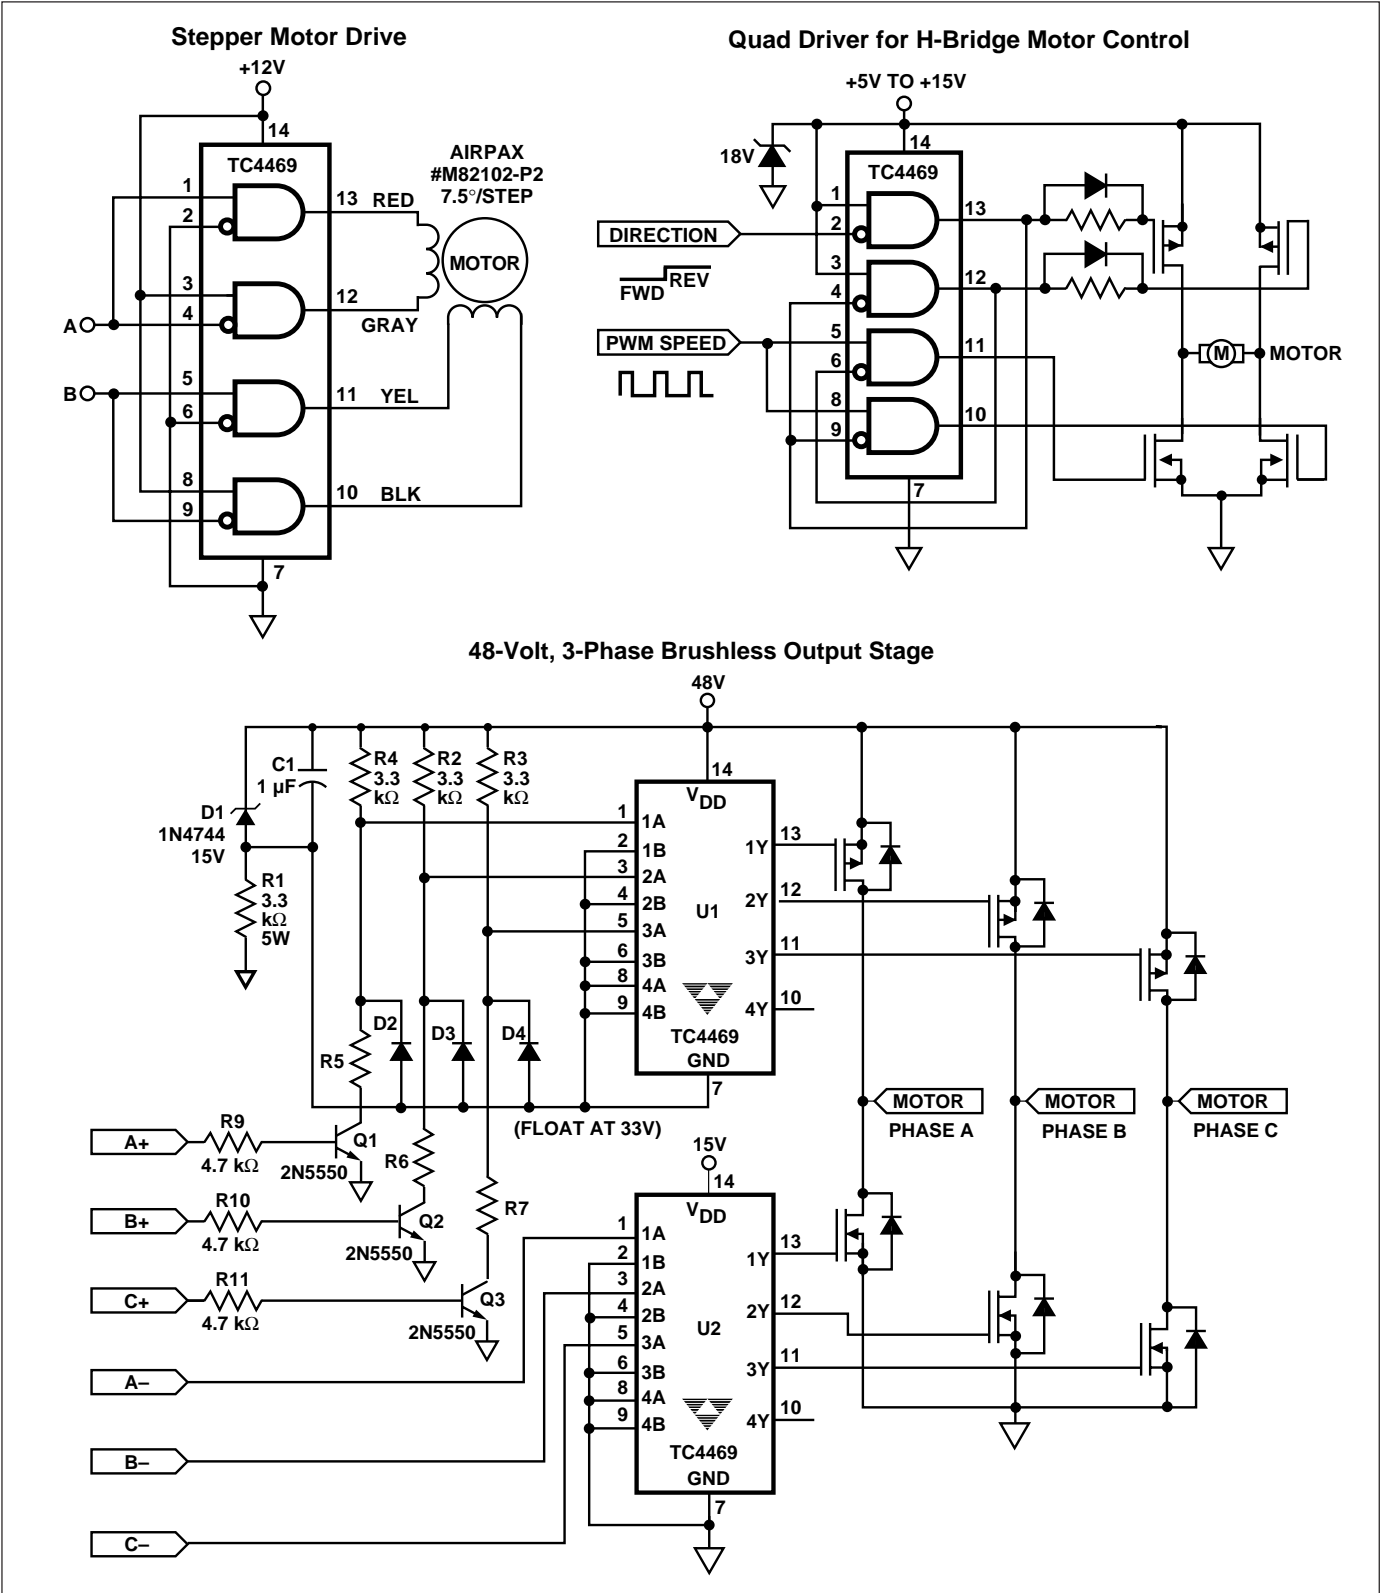 Stepper Motor Drive
+12V
14
TC4469
1
2
3
4
5
6
8
9
A
B
13 RED
12
GRAY
11 YEL
10 BLK
7
AIRPAX
#M82102-P2
7.5°/STEP
MOTOR
Quad Driver for H-Bridge Motor Control
+5V TO +15V
18V
14
TC4469
DIRECTION
FWD
REV
PWM SPEED
1
2
3
4
5
6
8
9
13
12
11
10
7
M
MOTOR
48-Volt, 3-Phase Brushless Output Stage
48V
C1
1 µF
D1
1N4744
15V
R1
3.3
kΩ
5W
R4
3.3
kΩ
R2
3.3
kΩ
R3
3.3
kΩ
14
VDD
1 1A
2 1B
3 2A
4 2B
5 3A
6 3B
8 4A
9 4B
U1
1Y 13
2Y 12
3Y 11
4Y 10
TC4469
GND
7
D2
D3
D4
R5
R6
R7
(FLOAT AT 33V)
MOTOR
PHASE A
MOTOR
PHASE B
MOTOR
PHASE C
A+
R9
4.7 kΩ
Q1
2N5550
B+
R10
4.7 kΩ
Q2
2N5550
C+
R11
4.7 kΩ
Q3
2N5550
A–
B–
C–
15V
14
VDD
1 1A
2 1B
3 2A
4 2B
5 3A
6 3B
8 4A
9 4B
U2
1Y 13
2Y 12
3Y 11
4Y 10
TC4469
GND
7